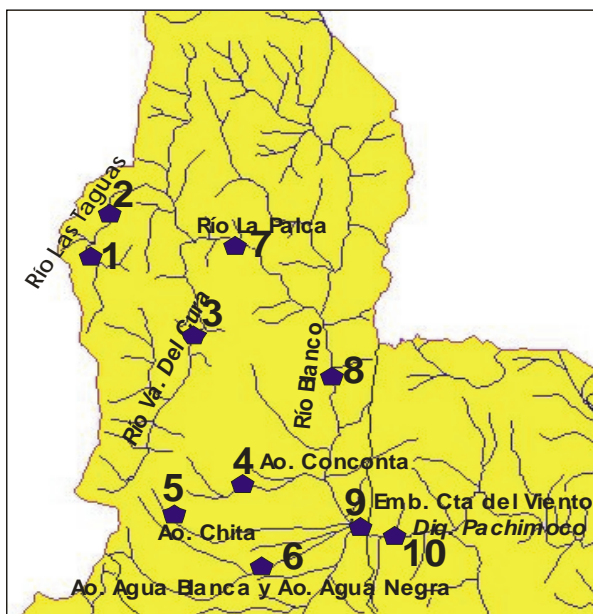 2
Río Las Taguas
1
Río La Palca
7
3
Río Va. Del Cura
Río Blanco
8
4
Ao. Conconta
5
Ao. Chita
9
Emb. Cta del Viento
Diq. Pachimoco
10
6
Ao. Agua Blanca y Ao. Agua Negra